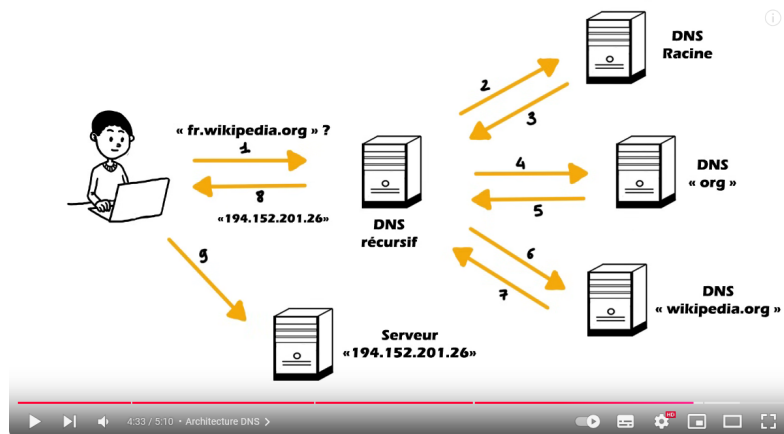 DNS
Racine
« fr.wikipedia.org » ?
1
2
3
4
5
6
7
8
«194.152.201.26»
DNS
récursif
DNS
« org »
DNS
« wikipedia.org »
9
Serveur
«194.152.201.26»
4:33 / 5:10 • Architecture DNS
HD